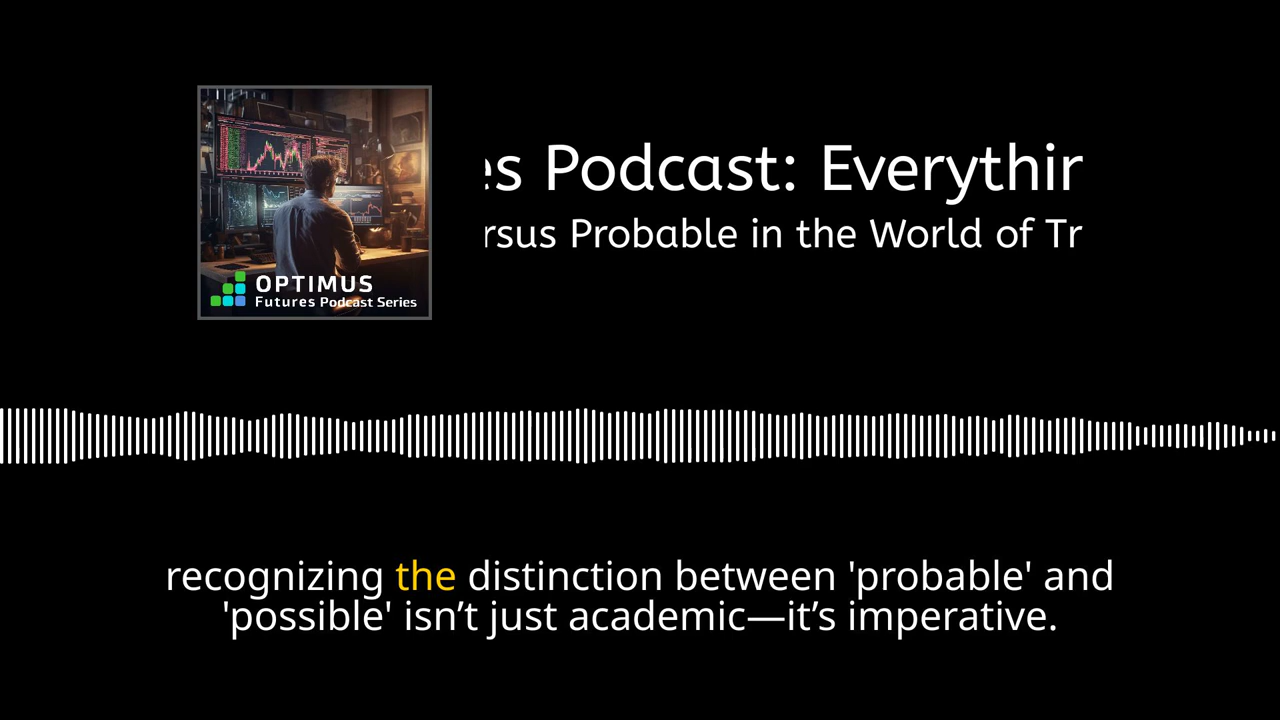 es Podcast: Everythin
rsus Probable in the World of Tr
OPTIMUS
Futures Podcast Series
recognizing the distinction between 'probable' and
'possible' isn’t just academic—it’s imperative.